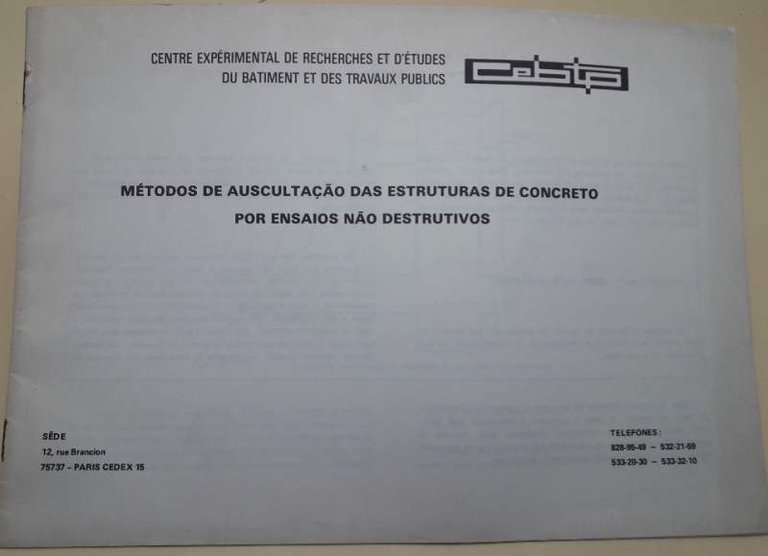 CENTRE EXPÉRIMENTAL DE RECHERCHES ET D'ÉTUDES
DU BATIMENT ET DES TRAVAUX PUBLICS
cebtp
MÉTODOS DE AUSCULTAÇÃO DAS ESTRUTURAS DE CONCRETO
POR ENSAIOS NÃO DESTRUTIVOS
SÉDE
12, rue Brancion
75737 - PARIS CEDEX 15
TELEFONES:
828-95-49 - 532-21-69
533-20-30 - 533-32-10